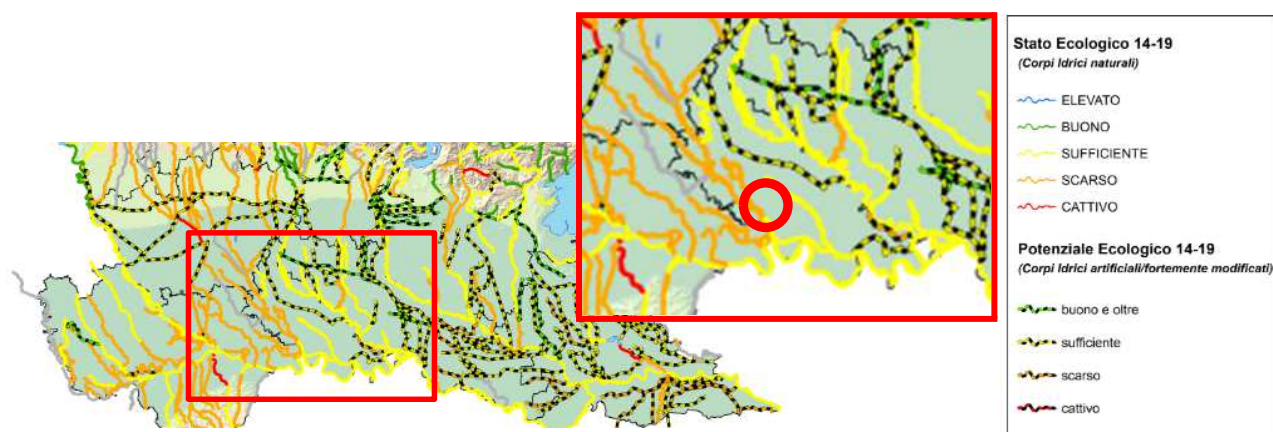 Stato Ecologico 14-19
(Corpi Idrici naturali)
ELEVATO
BUONO
SUFFICIENTE
SCARSO
CATTIVO
Potenziale Ecologico 14-19
(Corpi Idrici artificiali/fortemente modificati)
buono e oltre
sufficiente
scarso
cattivo